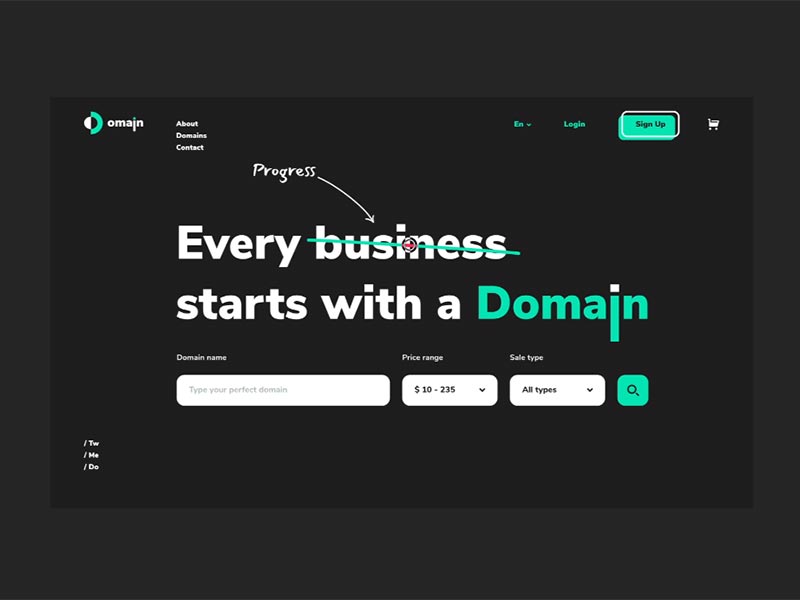 Domajn
About
Domains
Contact
En
Login
Sign Up
Progress
Every business
starts with a Domajn
Domain name
Price range
Sale type
Type your perfect domain
$ 10 - 235
All types
/ Tw
/ Me
/ Do